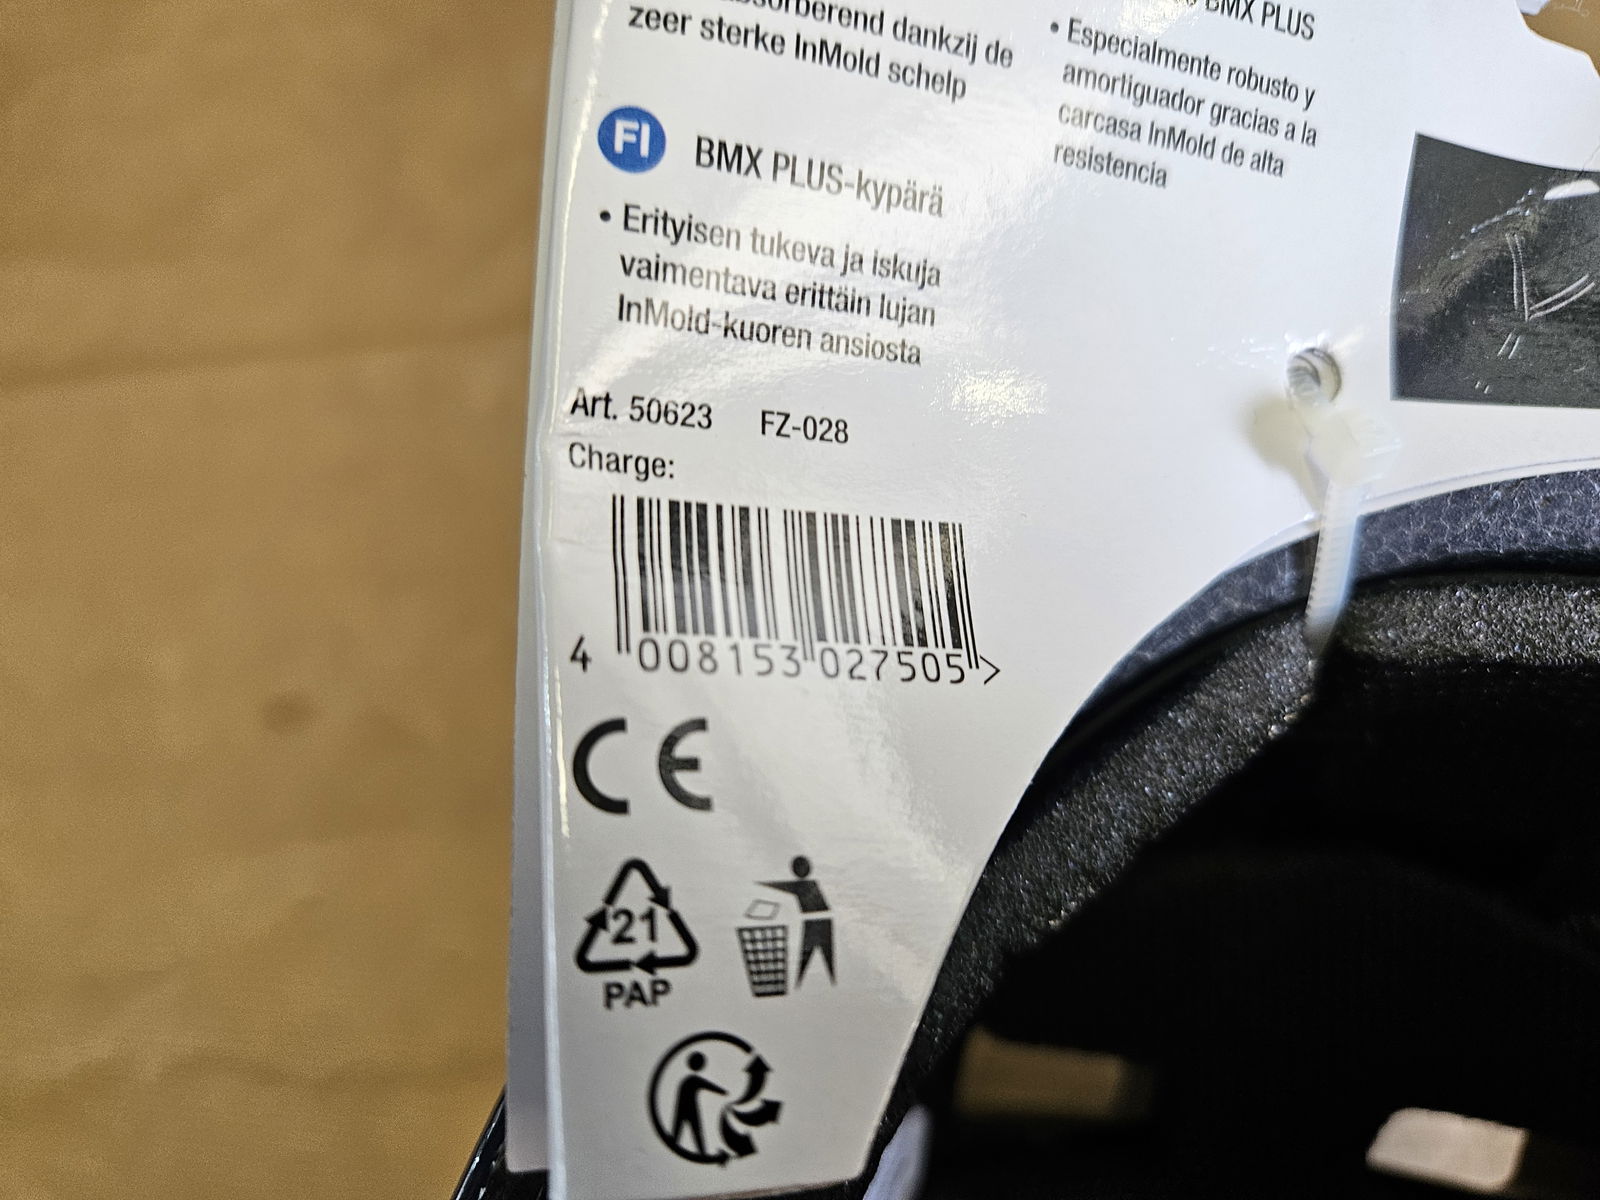 dankzij de
zeer sterke InMold schelp
FI
BMX PLUS-kypärä
• Erityisen tukeva ja iskuja
vaimentava erittäin lujan
InMold-kuoren ansiosta
BMX PLUS
• Especialmente robusto y
amortiguador gracias a la
carcasa InMold de alta
resistencia
Art. 50623 FZ-028
Charge:
4 008153 027505 >
CE
21
PAP